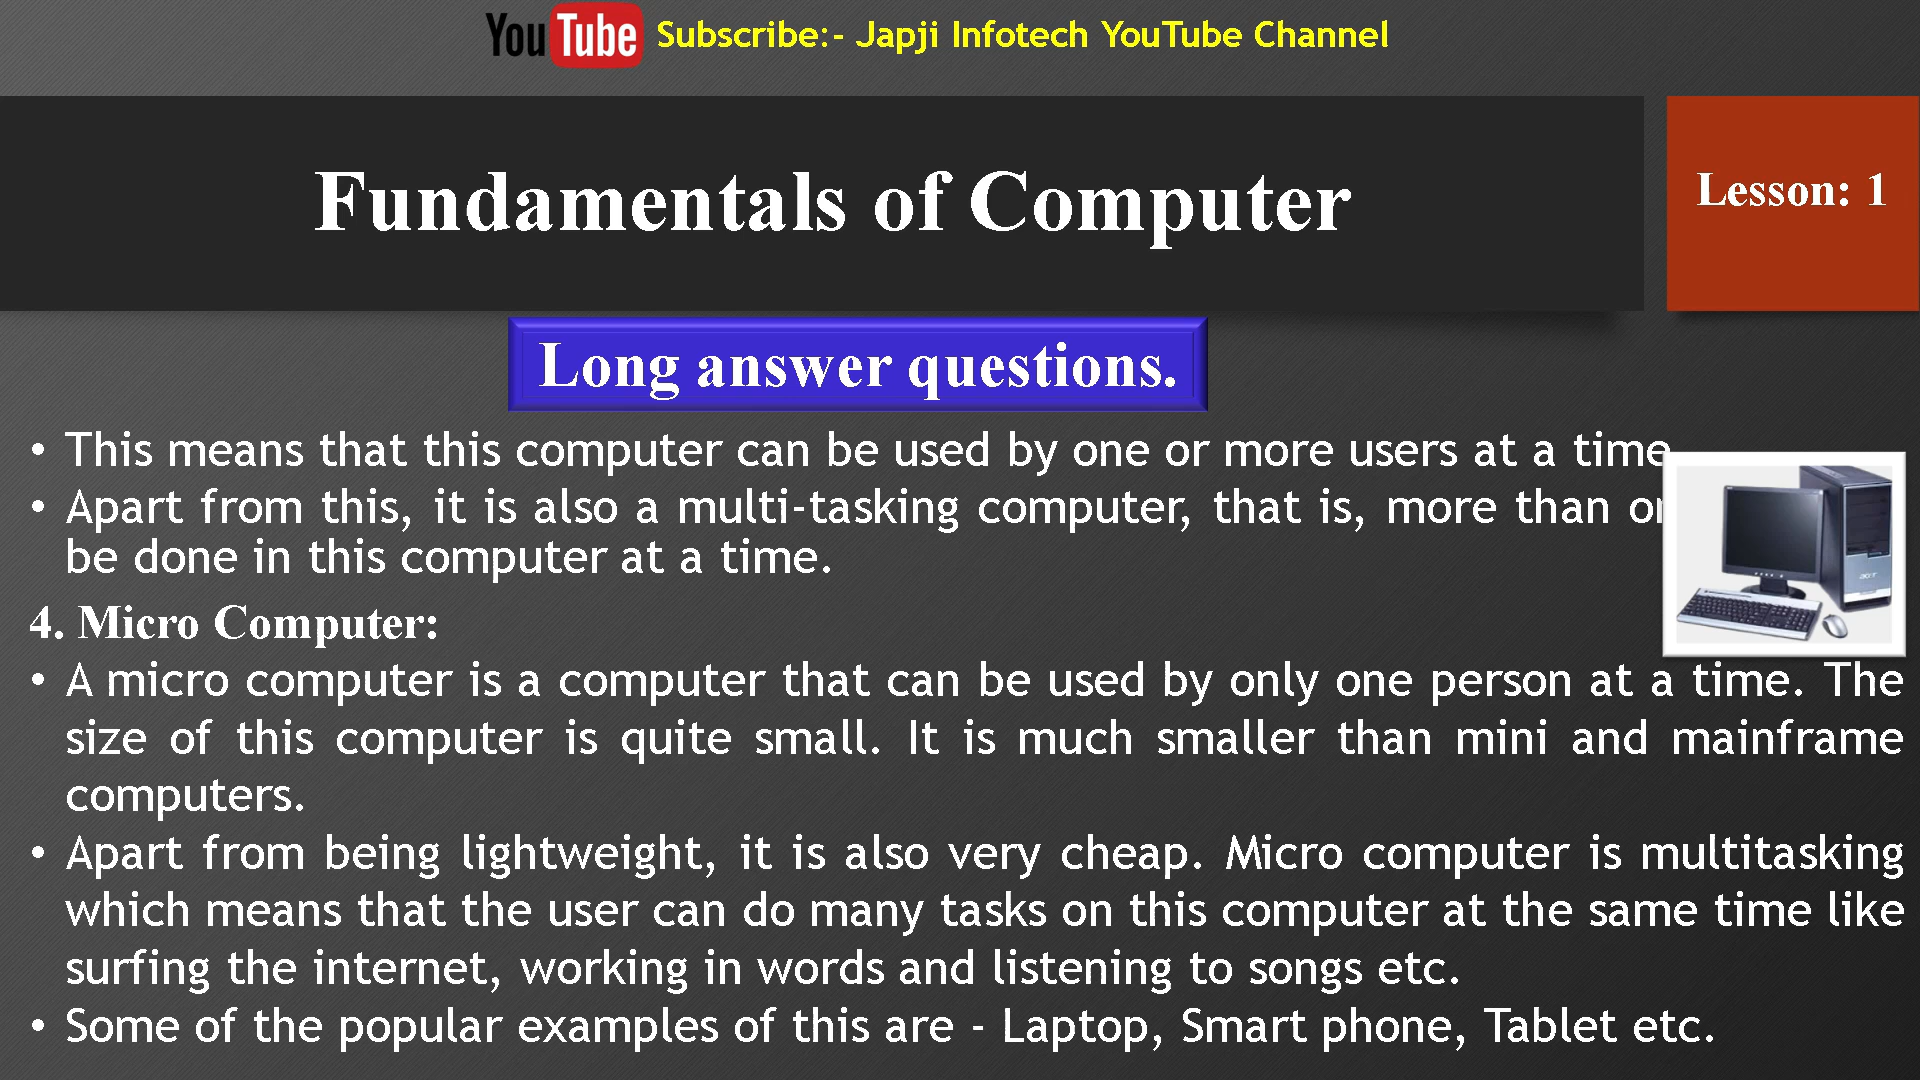 YouTube Subscribe:- Japji Infotech YouTube Channel
Fundamentals of Computer
Lesson: 1
Long answer questions.
• This means that this computer can be used by one or more users at a time
• Apart from this, it is also a multi-tasking computer, that is, more than
be done in this computer at a time.
4. Micro Computer:
• A micro computer is a computer that can be used by only one person at a time. The
size of this computer is quite small. It is much smaller than mini and mainframe
computers.
• Apart from being lightweight, it is also very cheap. Micro computer is multitasking
which means that the user can do many tasks on this computer at the same time like
surfing the internet, working in words and listening to songs etc.
• Some of the popular examples of this are - Laptop, Smart phone, Tablet etc.